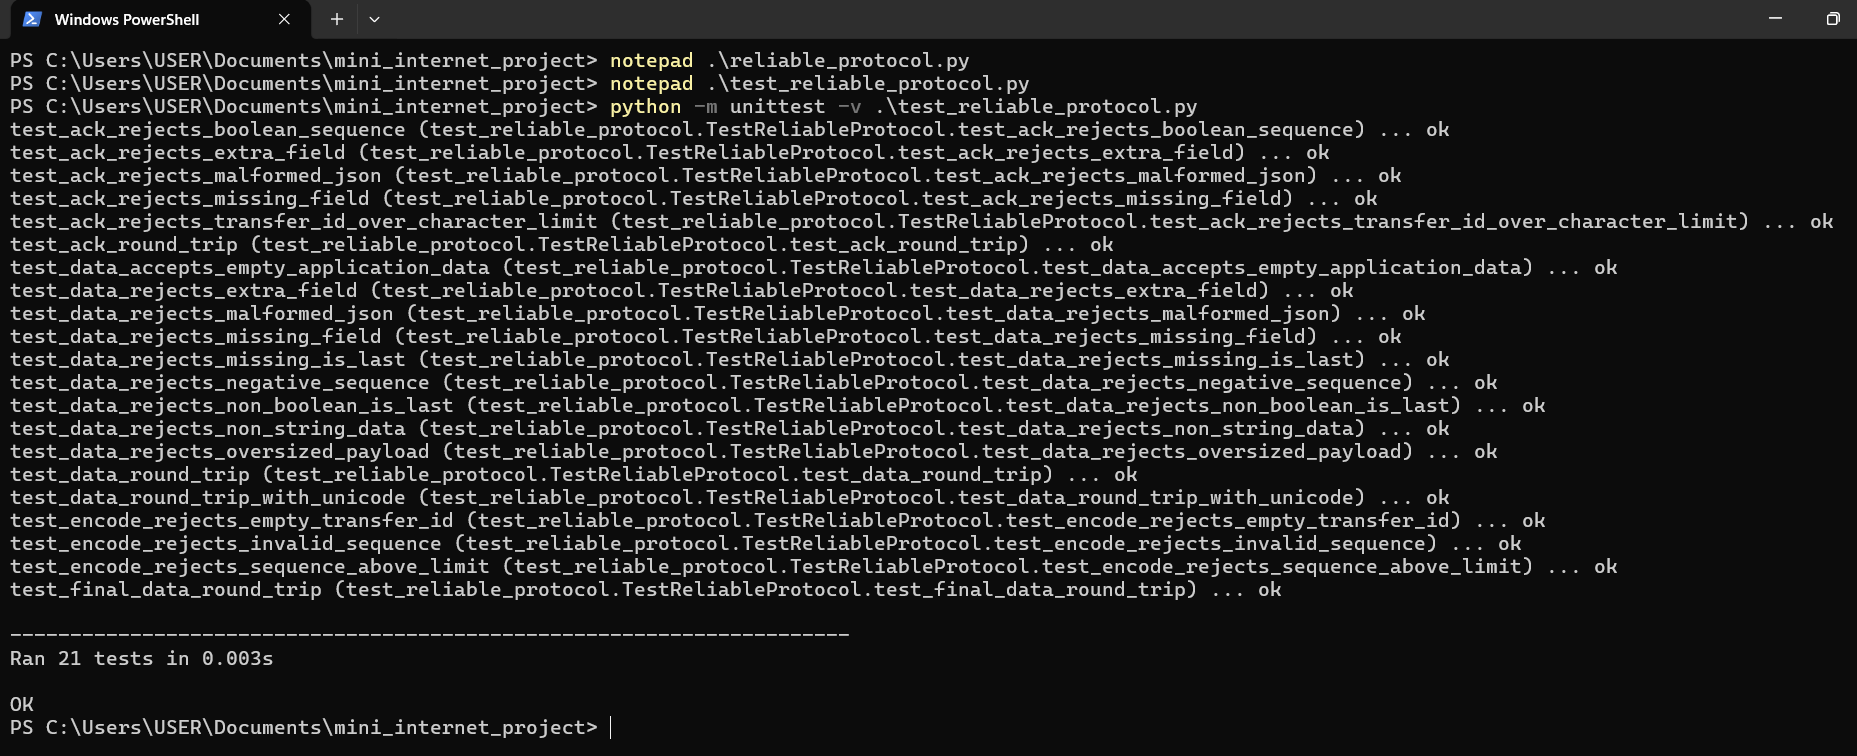 Windows PowerShell
PS C:\Users\USER\Documents\mini_internet_project> notepad .\reliable_protocol.py
PS C:\Users\USER\Documents\mini_internet_project> notepad .\test_reliable_protocol.py
PS C:\Users\USER\Documents\mini_internet_project> python -m unittest -v .\test_reliable_protocol.py
test_ack_rejects_boolean_sequence (test_reliable_protocol.TestReliableProtocol.test_ack_rejects_boolean_sequence) ... ok
test_ack_rejects_extra_field (test_reliable_protocol.TestReliableProtocol.test_ack_rejects_extra_field) ... ok
test_ack_rejects_malformed_json (test_reliable_protocol.TestReliableProtocol.test_ack_rejects_malformed_json) ... ok
test_ack_rejects_missing_field (test_reliable_protocol.TestReliableProtocol.test_ack_rejects_missing_field) ... ok
test_ack_rejects_transfer_id_over_character_limit (test_reliable_protocol.TestReliableProtocol.test_ack_rejects_transfer_id_over_character_limit) ... ok
test_ack_round_trip (test_reliable_protocol.TestReliableProtocol.test_ack_round_trip) ... ok
test_data_accepts_empty_application_data (test_reliable_protocol.TestReliableProtocol.test_data_accepts_empty_application_data) ... ok
test_data_rejects_extra_field (test_reliable_protocol.TestReliableProtocol.test_data_rejects_extra_field) ... ok
test_data_rejects_malformed_json (test_reliable_protocol.TestReliableProtocol.test_data_rejects_malformed_json) ... ok
test_data_rejects_missing_field (test_reliable_protocol.TestReliableProtocol.test_data_rejects_missing_field) ... ok
test_data_rejects_missing_is_last (test_reliable_protocol.TestReliableProtocol.test_data_rejects_missing_is_last) ... ok
test_data_rejects_negative_sequence (test_reliable_protocol.TestReliableProtocol.test_data_rejects_negative_sequence) ... ok
test_data_rejects_non_boolean_is_last (test_reliable_protocol.TestReliableProtocol.test_data_rejects_non_boolean_is_last) ... ok
test_data_rejects_non_string_data (test_reliable_protocol.TestReliableProtocol.test_data_rejects_non_string_data) ... ok
test_data_rejects_oversized_payload (test_reliable_protocol.TestReliableProtocol.test_data_rejects_oversized_payload) ... ok
test_data_round_trip (test_reliable_protocol.TestReliableProtocol.test_data_round_trip) ... ok
test_data_round_trip_with_unicode (test_reliable_protocol.TestReliableProtocol.test_data_round_trip_with_unicode) ... ok
test_encode_rejects_empty_transfer_id (test_reliable_protocol.TestReliableProtocol.test_encode_rejects_empty_transfer_id) ... ok
test_encode_rejects_invalid_sequence (test_reliable_protocol.TestReliableProtocol.test_encode_rejects_invalid_sequence) ... ok
test_encode_rejects_sequence_above_limit (test_reliable_protocol.TestReliableProtocol.test_encode_rejects_sequence_above_limit) ... ok
test_final_data_round_trip (test_reliable_protocol.TestReliableProtocol.test_final_data_round_trip) ... ok
----------------------------------------------------------------------
Ran 21 tests in 0.003s
OK
PS C:\Users\USER\Documents\mini_internet_project>